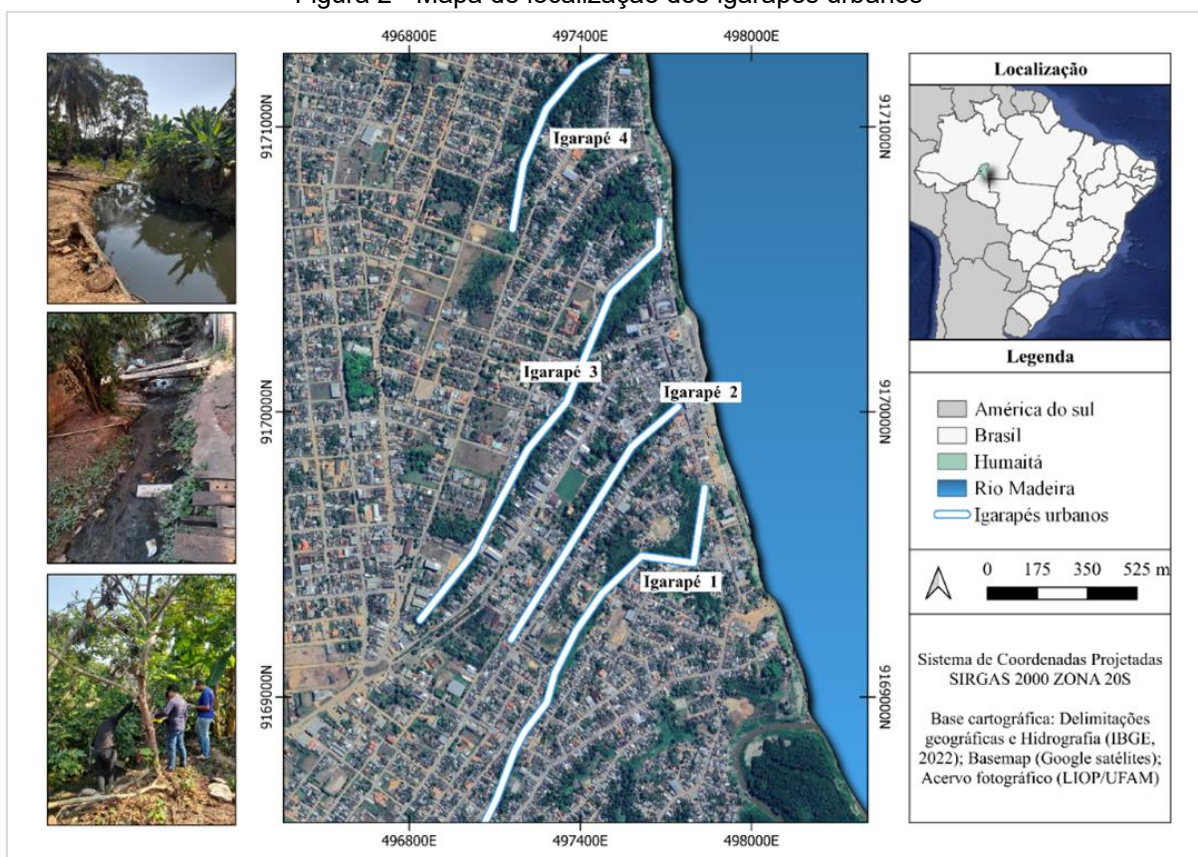 Figura 2 - Mapa de localização dos igarapés urbanos
496800E
497400E
498000E
9171000N
9170000N
9169000N
Igarapé 4
Igarapé 3
Igarapé 2
Igarapé 1
9171000N
9170000N
9169000N
496800E
497400E
498000E
Localização
Legenda
América do sul
Brasil
Humaitá
Rio Madeira
Igarapés urbanos
0 175 350 525 m
Sistema de Coordenadas Projetadas
SIRGAS 2000 ZONA 20S
Base cartográfica: Delimitações
geográficas e Hidrografia (IBGE,
2022); Basemap (Google satélites);
Acervo fotográfico (LIOP/UFAM)